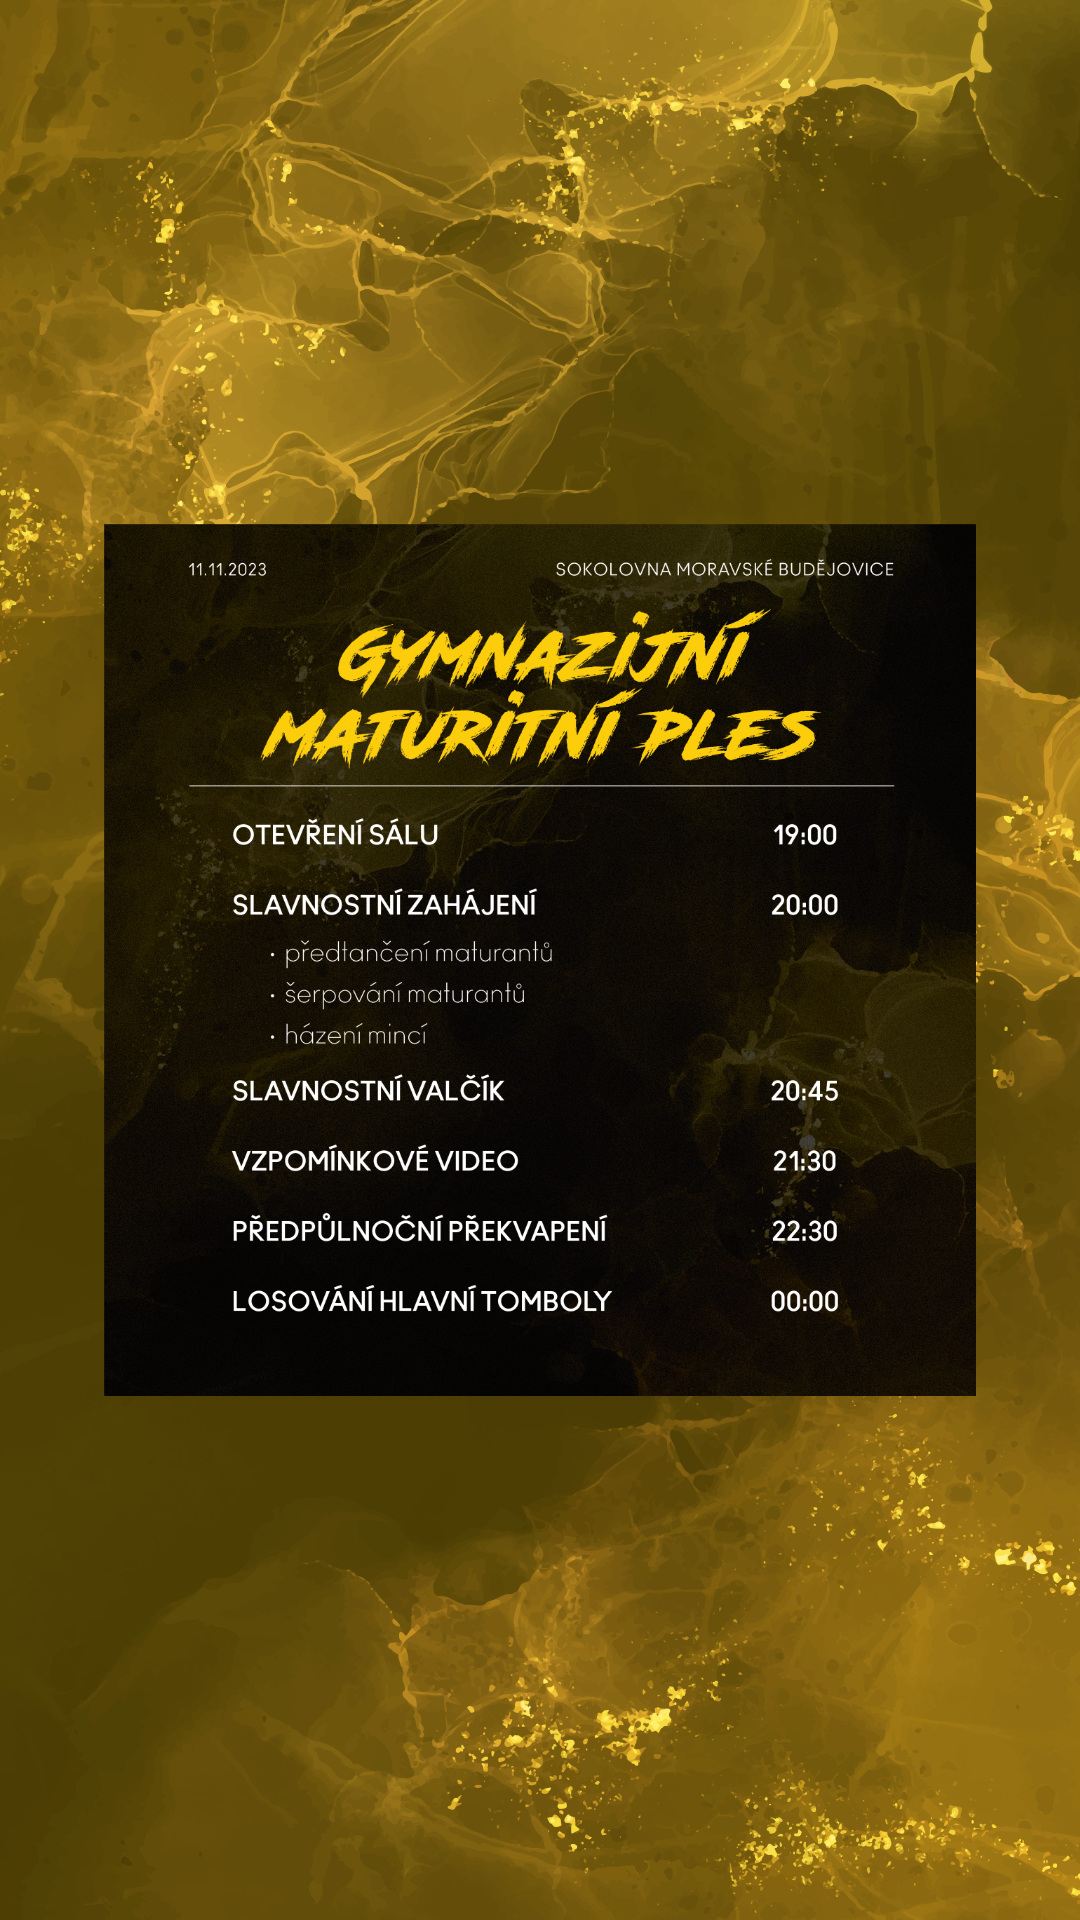 11.11.2023 SOKOLOVNA MORAVSKÉ BUDĚJOVICE
GYMNAZIJNÍ
MATURITNÍ PLES
OTEVŘENÍ SÁLU 19:00
SLAVNOSTNÍ ZAHÁJENÍ 20:00
• předtančení maturantů
• šerpování maturantů
• házení mincí
SLAVNOSTNÍ VALČÍK 20:45
VZPOMÍNKOVÉ VIDEO 21:30
PŘEDPŮLNOČNÍ PŘEKVAPENÍ 22:30
LOSOVÁNÍ HLAVNÍ TOMBOLY 00:00